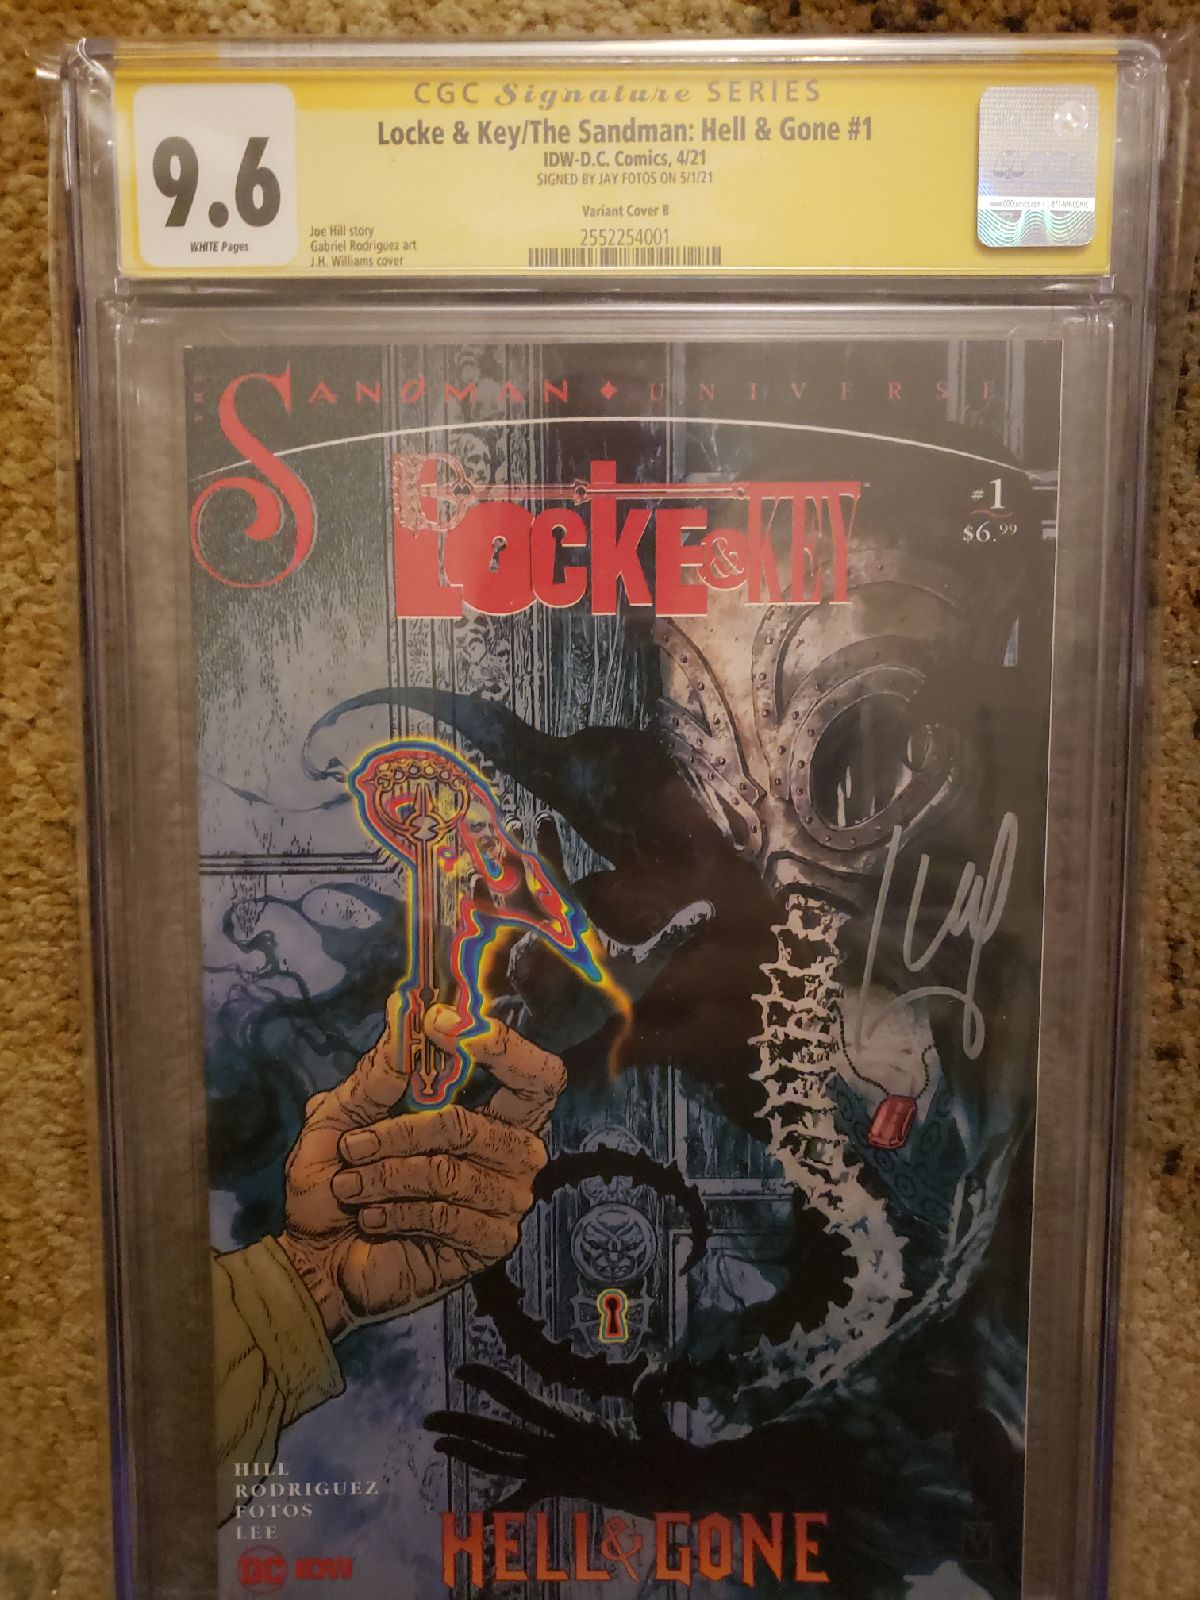 CGC Signature SERIES
Locke & Key/The Sandman: Hell & Gone #1
IDW-D.C. Comics, 4/21
SIGNED BY JAY FOTOS ON 5/1/21
9.6
WHITE Pages
Variant Cover B
2552254001
Joe Hill story
Gabriel Rodriguez art
J.H. Williams cover
THE SANDMAN UNIVERSE
LOCKE & KEY
#1
$6.99
HILL
RODRIGUEZ
FOTOS
LEE
DC IDW
HELL & GONE